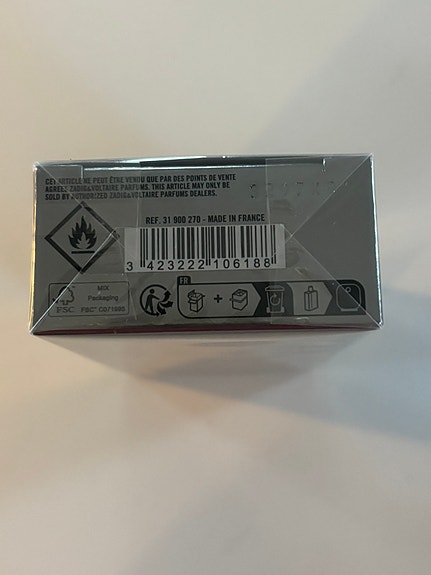 CET ARTICLE NE PEUT ÊTRE VENDU QUE PAR DES POINTS DE VENTE
AGRÉÉS ZADIG&VOLTAIRE PARFUMS. THIS ARTICLE MAY ONLY BE
SOLD BY AUTHORIZED ZADIG&VOLTAIRE PARFUMS DEALERS.
REF. 31 900 270 - MADE IN FRANCE
3 423222 106188
FR
MIX
Packaging
FSC
FSC® C071985
+